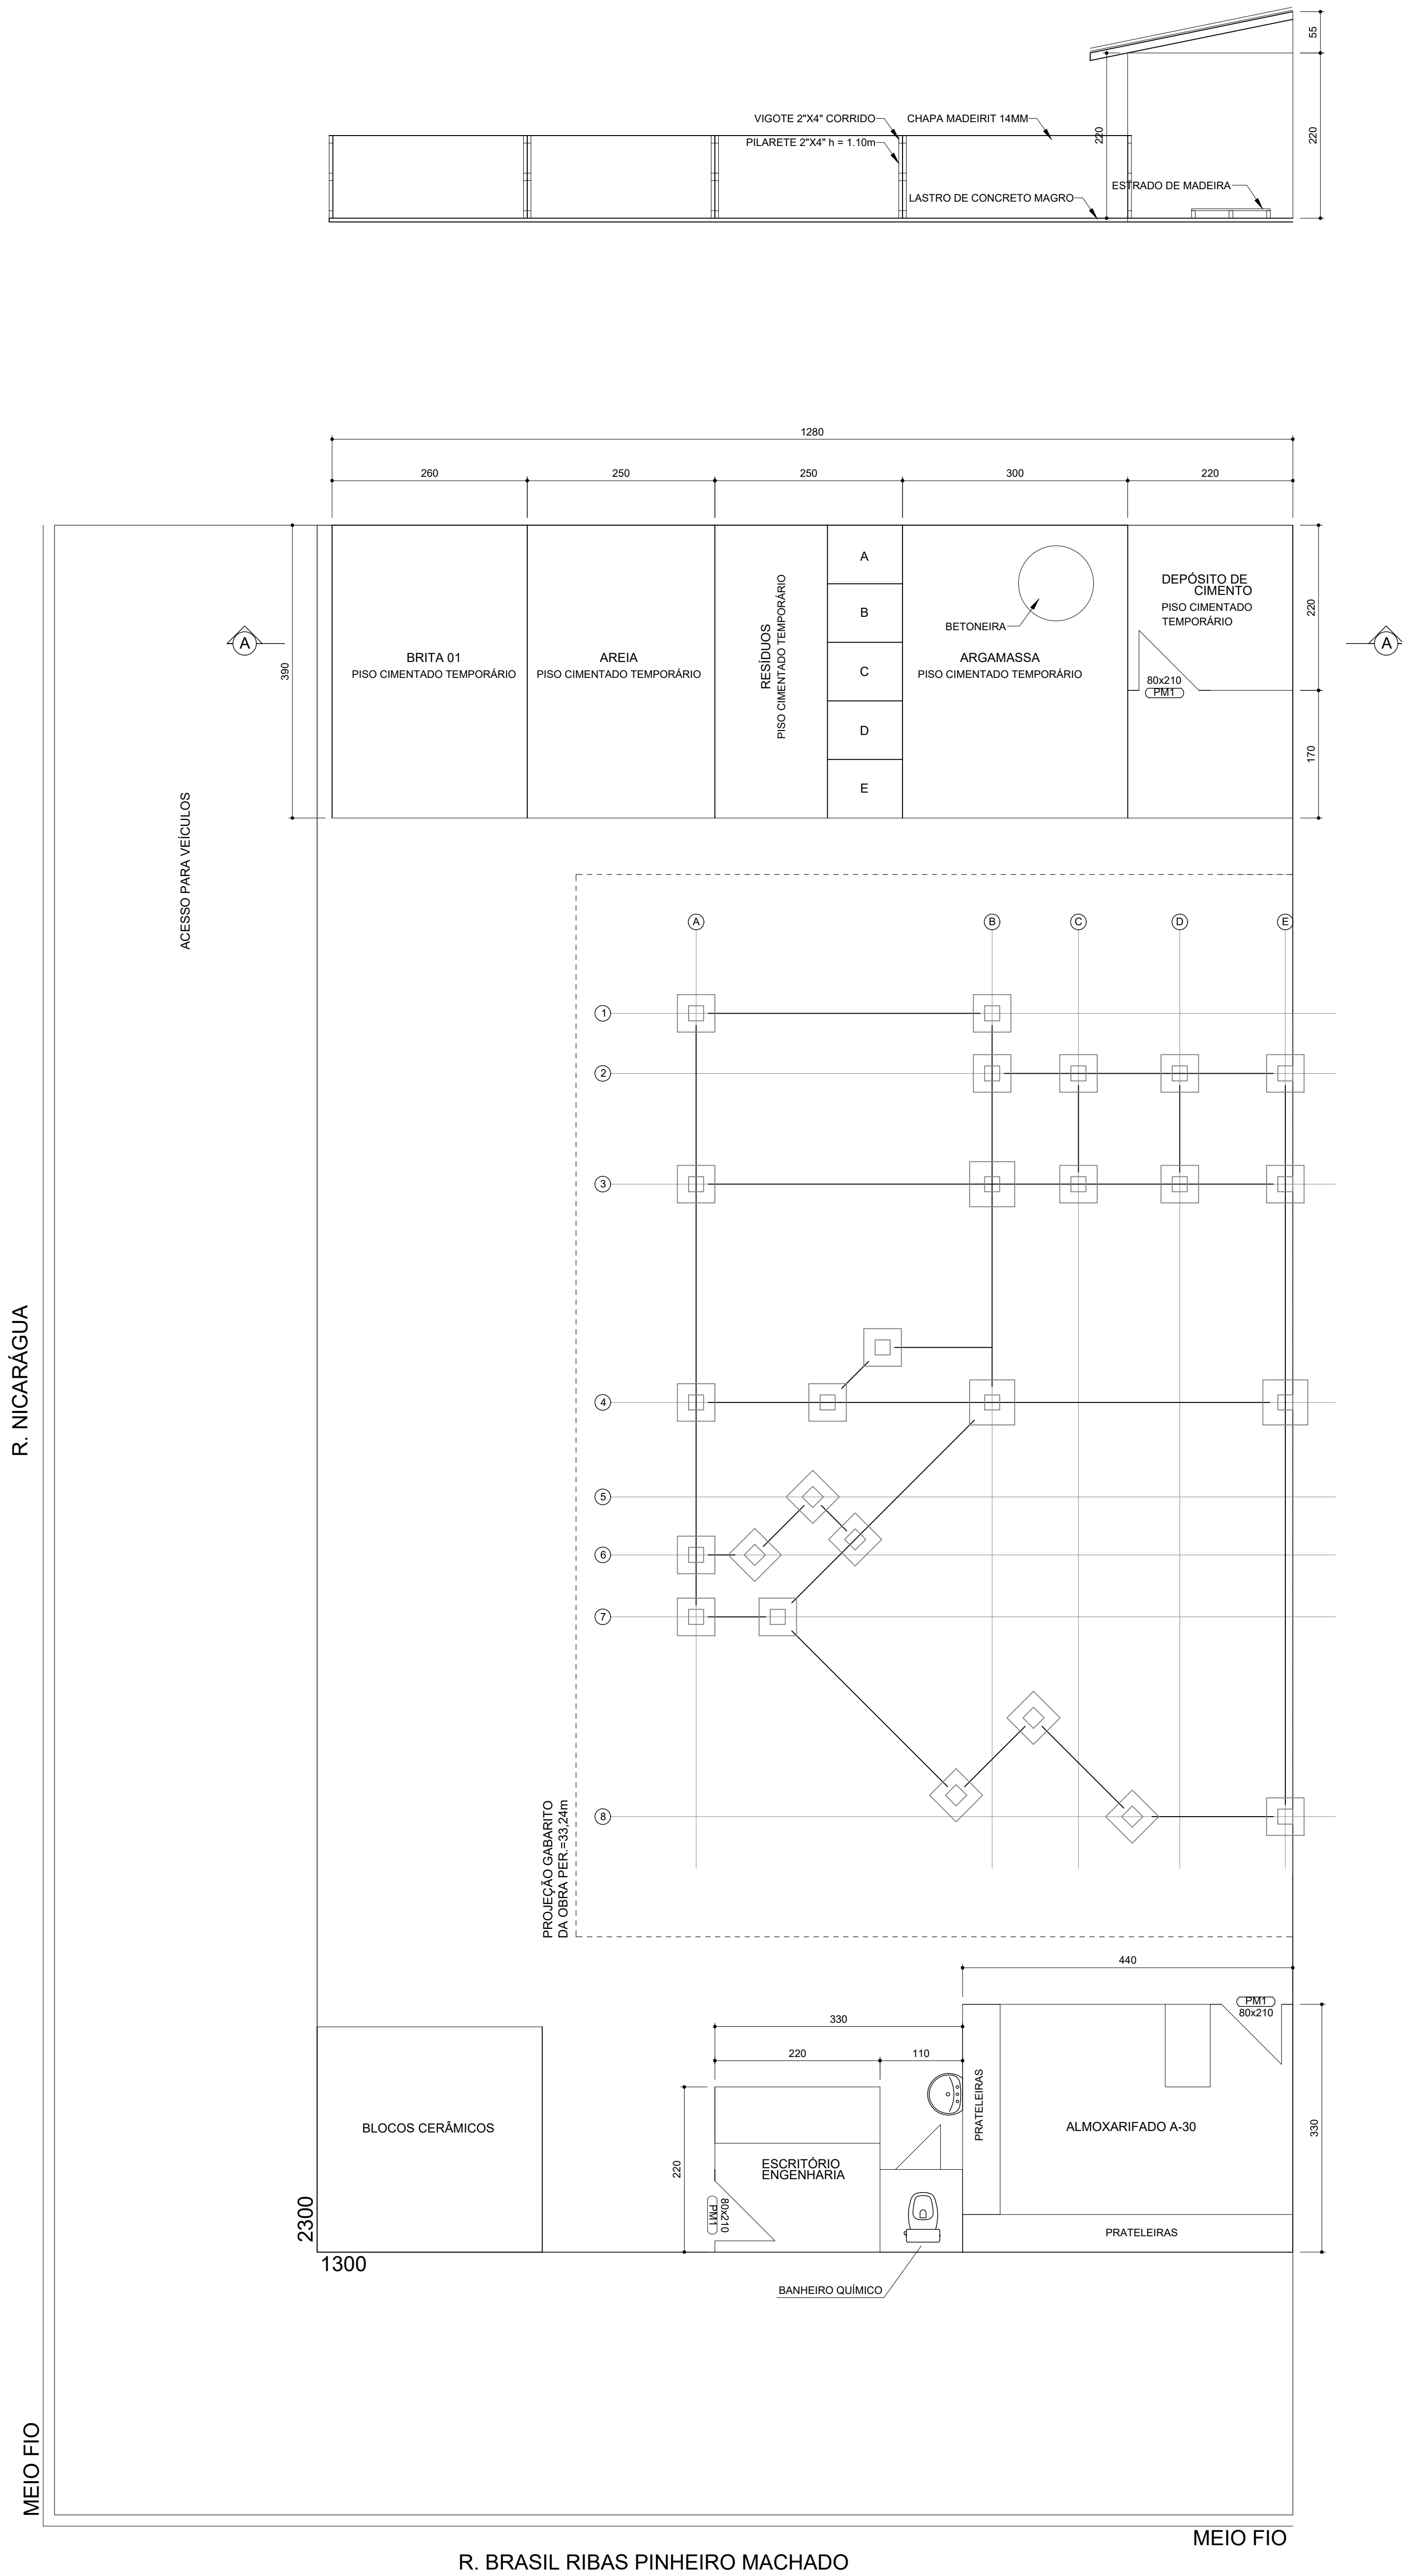 55
VIGOTE 2"X4" CORRIDO
CHAPA MADEIRIT 14MM
PILARETE 2"X4" h = 1.10m
220
220
ESTRADO DE MADEIRA
LASTRO DE CONCRETO MAGRO
1280
260
250
250
300
220
A
B
C
D
E
RESÍDUOS
PISO CIMENTADO TEMPORÁRIO
BETONEIRA
DEPÓSITO DE
CIMENTO
PISO CIMENTADO
TEMPORÁRIO
220
A
A
390
BRITA 01
PISO CIMENTADO TEMPORÁRIO
AREIA
PISO CIMENTADO TEMPORÁRIO
ARGAMASSA
PISO CIMENTADO TEMPORÁRIO
80x210
PM1
170
ACESSO PARA VEÍCULOS
A
B
C
D
E
1
2
3
4
5
6
7
8
R. NICARÁGUA
PROJEÇÃO GABARITO
DA OBRA PER.=33,24m
440
PM1
80x210
330
220
110
PRATELEIRAS
BLOCOS CERÂMICOS
ALMOXARIFADO A-30
330
220
ESCRITÓRIO
ENGENHARIA
80x210
PM1
PRATELEIRAS
2300
1300
BANHEIRO QUÍMICO
MEIO FIO
MEIO FIO
R. BRASIL RIBAS PINHEIRO MACHADO